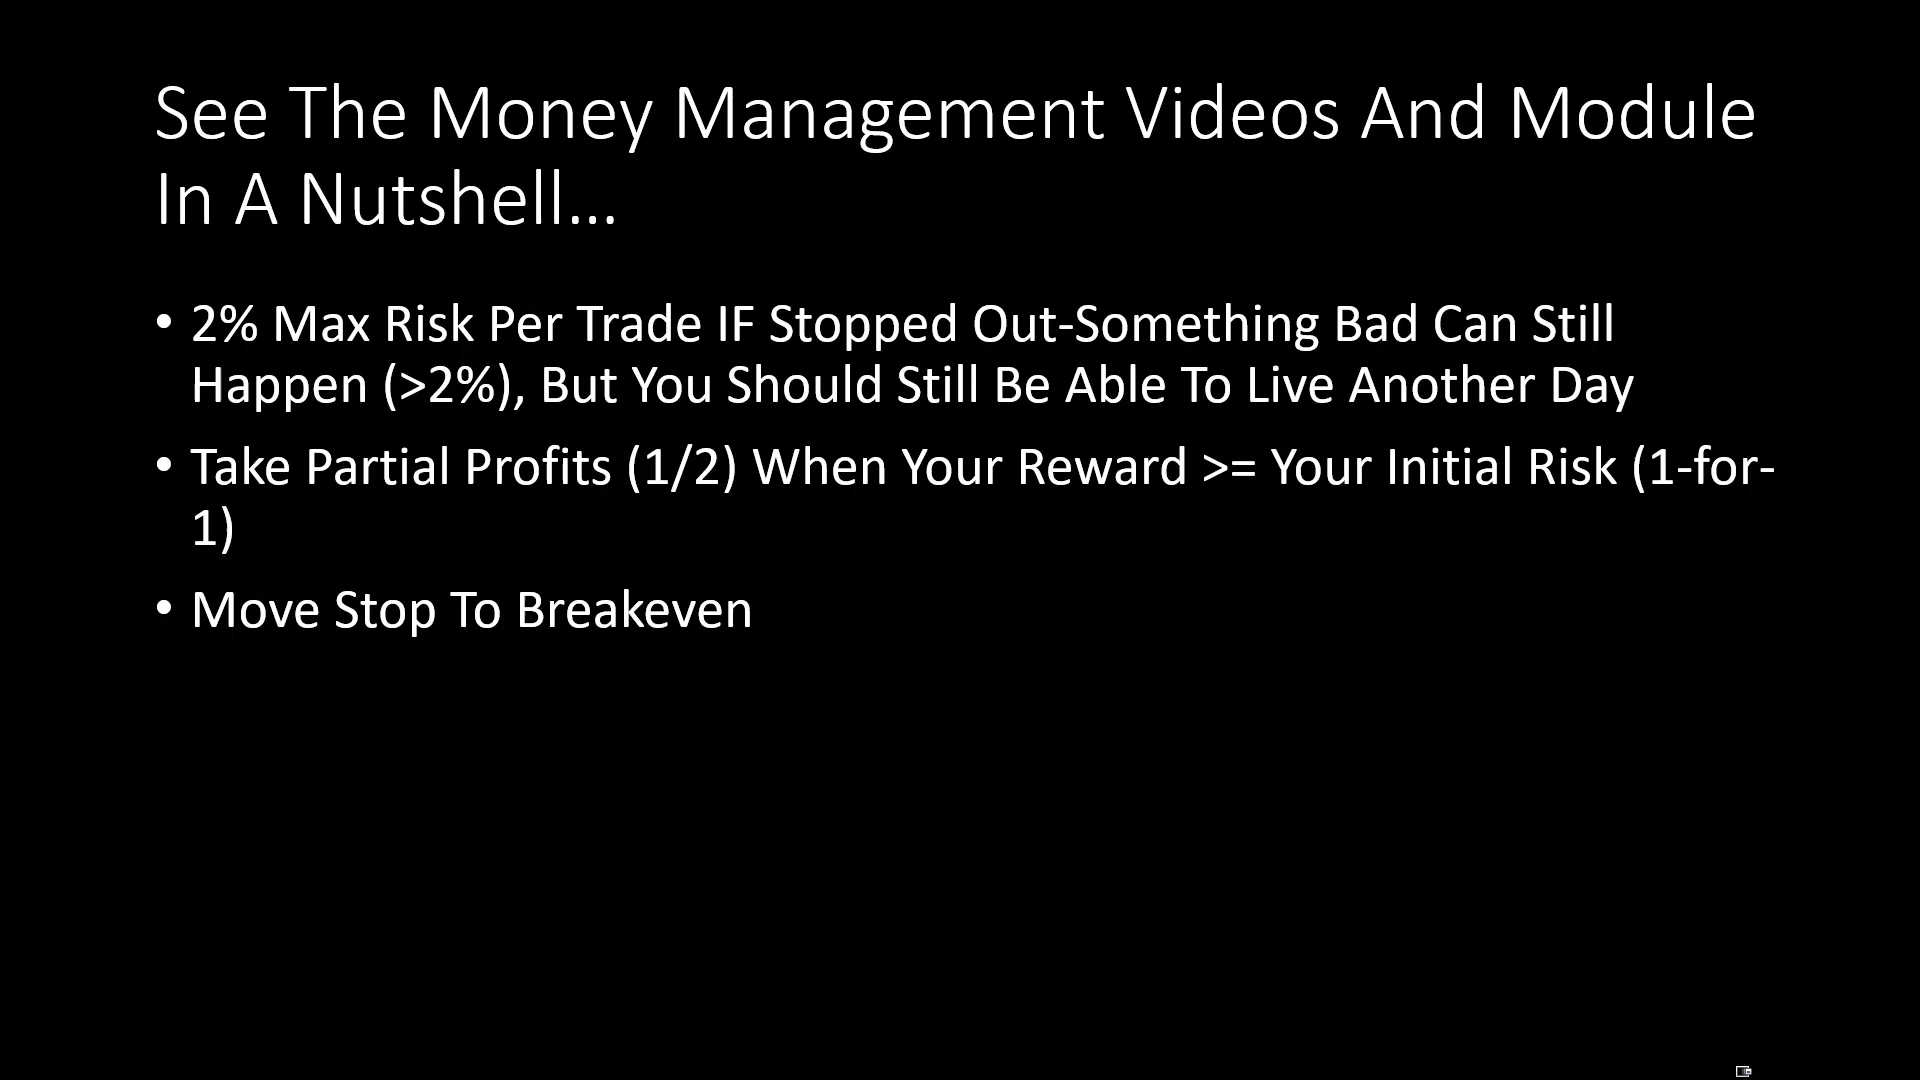 See The Money Management Videos And Module
In A Nutshell…
• 2% Max Risk Per Trade IF Stopped Out-Something Bad Can Still
Happen (>2%), But You Should Still Be Able To Live Another Day
• Take Partial Profits (1/2) When Your Reward >= Your Initial Risk (1-for-
1)
• Move Stop To Breakeven